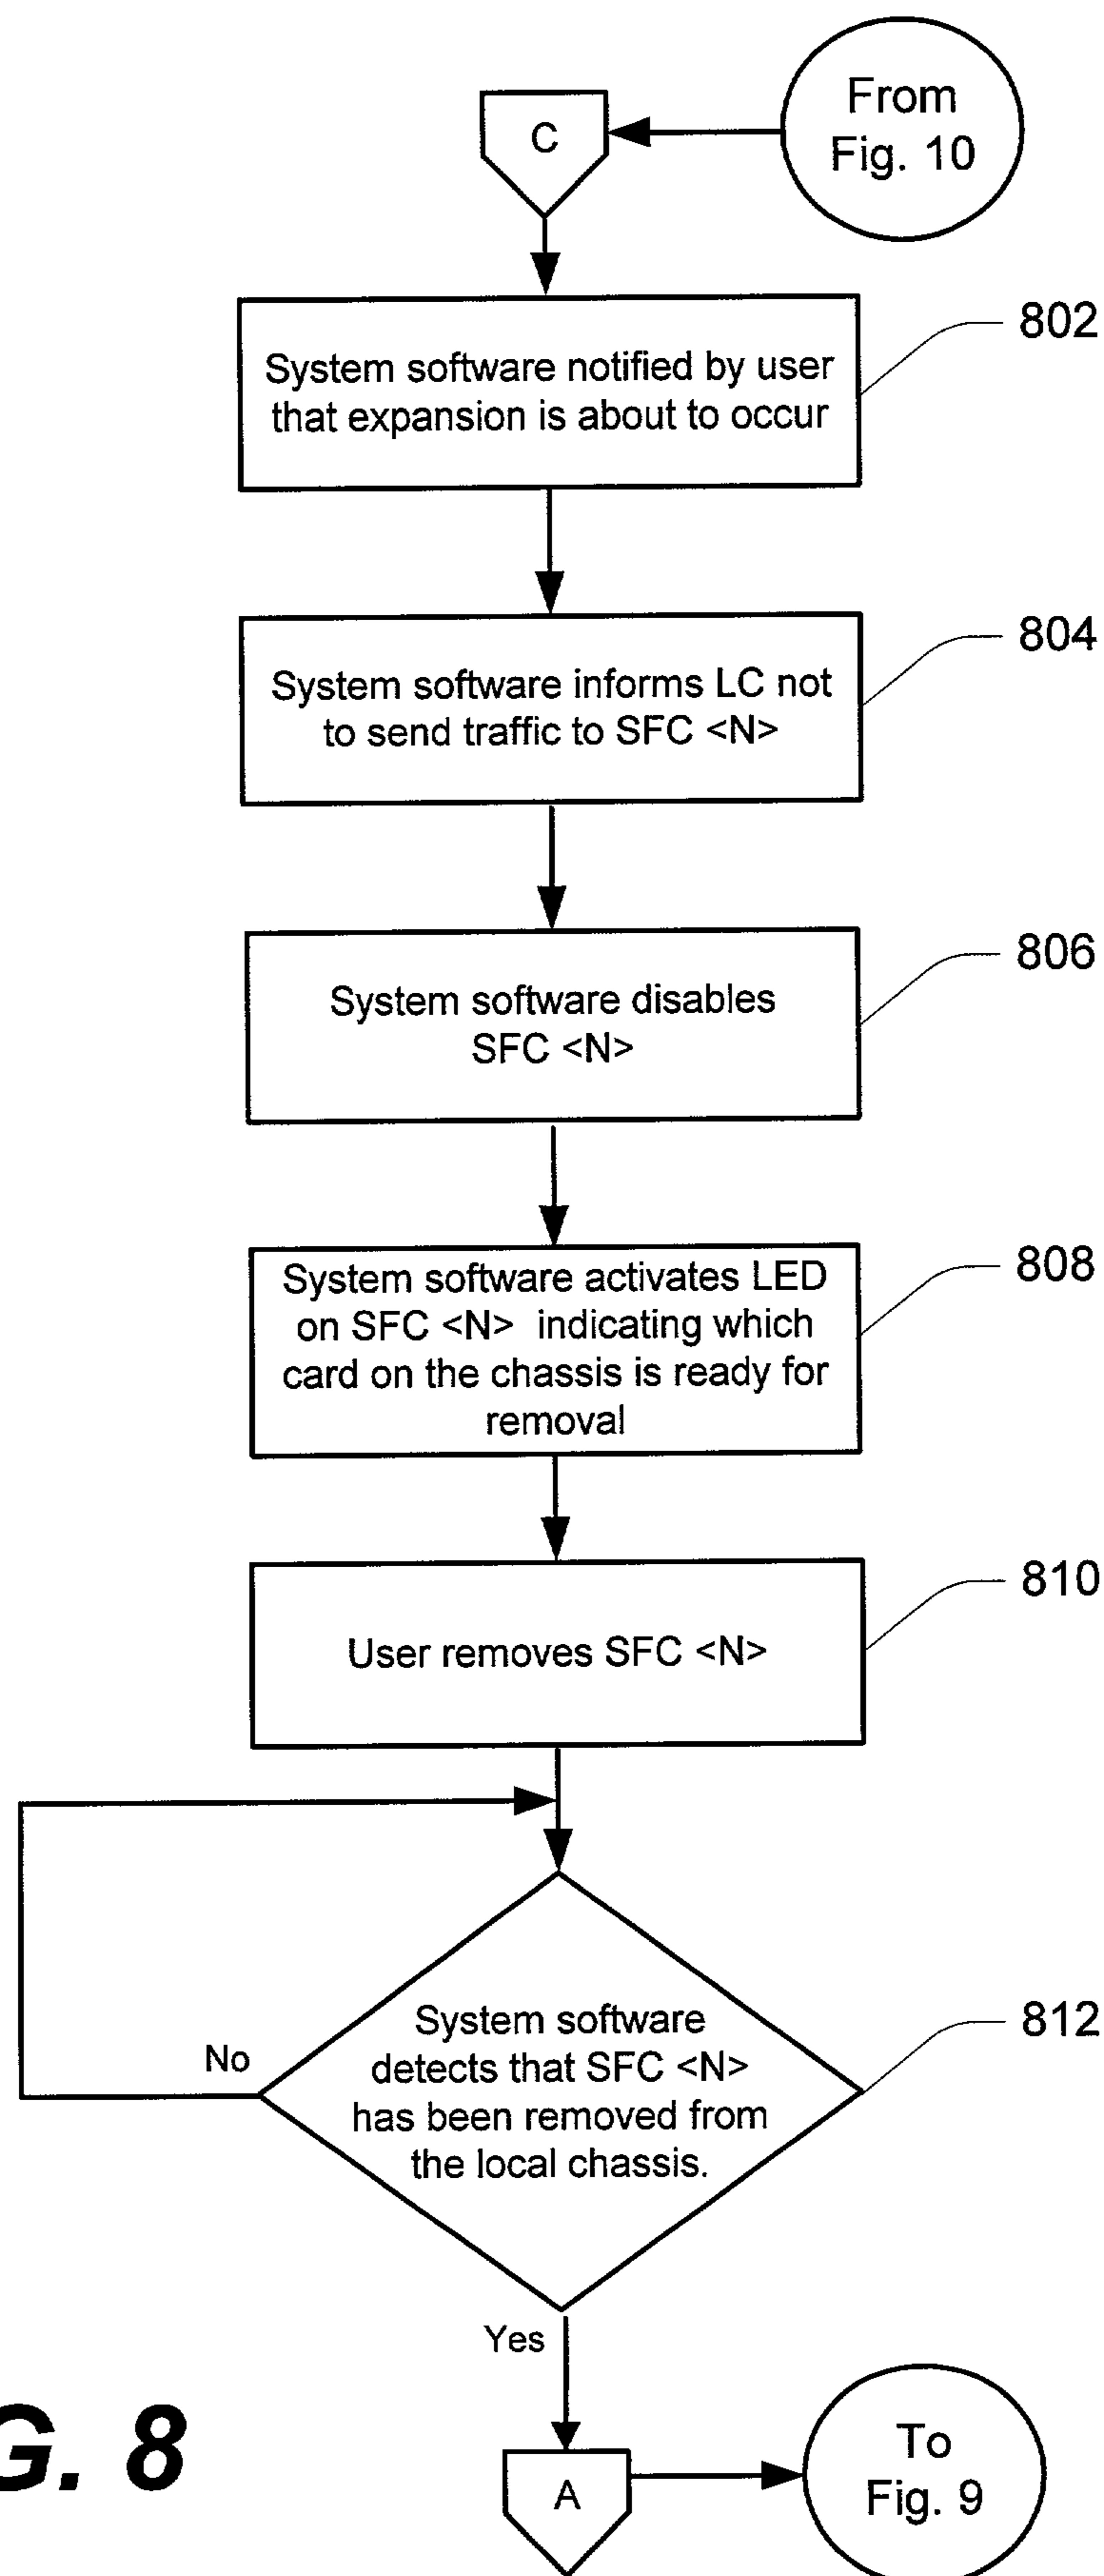 From
Fig. 10
C
802
System software notified by user
that expansion is about to occur
804
System software informs LC not
to send traffic to SFC <N>
806
System software disables
SFC <N>
808
System software activates LED
on SFC <N> indicating which
card on the chassis is ready for
removal
810
User removes SFC <N>
812
System software
detects that SFC <N>
has been removed from
the local chassis.
No
Yes
A
To
Fig. 9
G. 8